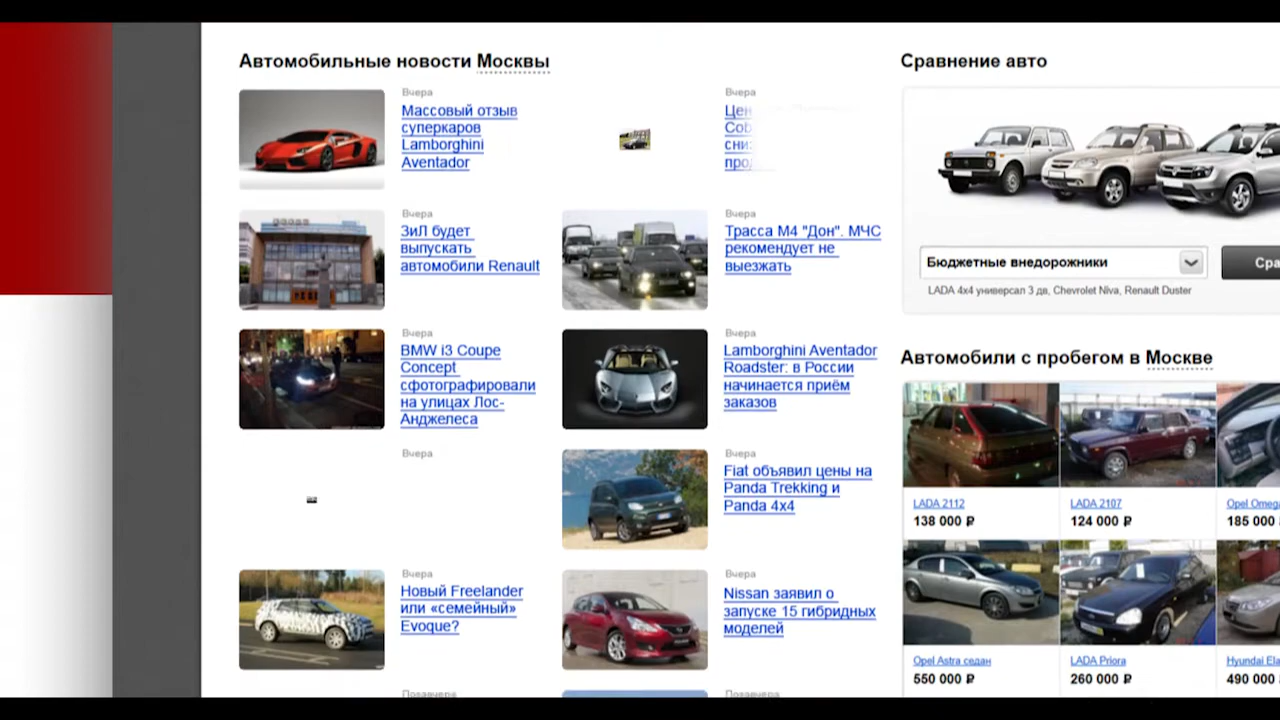 Автомобильные новости Москвы
Вчера
Массовый отзыв
суперкаров
Lamborghini
Aventador
Вчера
Вчера
ЗиЛ будет
выпускать
автомобили Renault
Вчера
Трасса М4 "Дон". МЧС
рекомендует не
выезжать
Вчера
BMW i3 Coupe
Concept
сфотографировали
на улицах Лос-
Анджелеса
Вчера
Lamborghini Aventador
Roadster: в России
начинается приём
заказов
Вчера
Вчера
Fiat объявил цены на
Panda Trekking и
Panda 4x4
Вчера
Новый Freelander
или «семейный»
Evoque?
Вчера
Nissan заявил о
запуске 15 гибридных
моделей
Позавчера
Позавчера
Сравнение авто
Бюджетные внедорожники
LADA 4x4 универсал 3 дв, Chevrolet Niva, Renault Duster
Автомобили с пробегом в Москве
LADA 2112
138 000 ₽
LADA 2107
124 000 ₽
Opel Omega
185 000 ₽
Opel Astra седан
550 000 ₽
LADA Priora
260 000 ₽
Hyundai
490 000 ₽